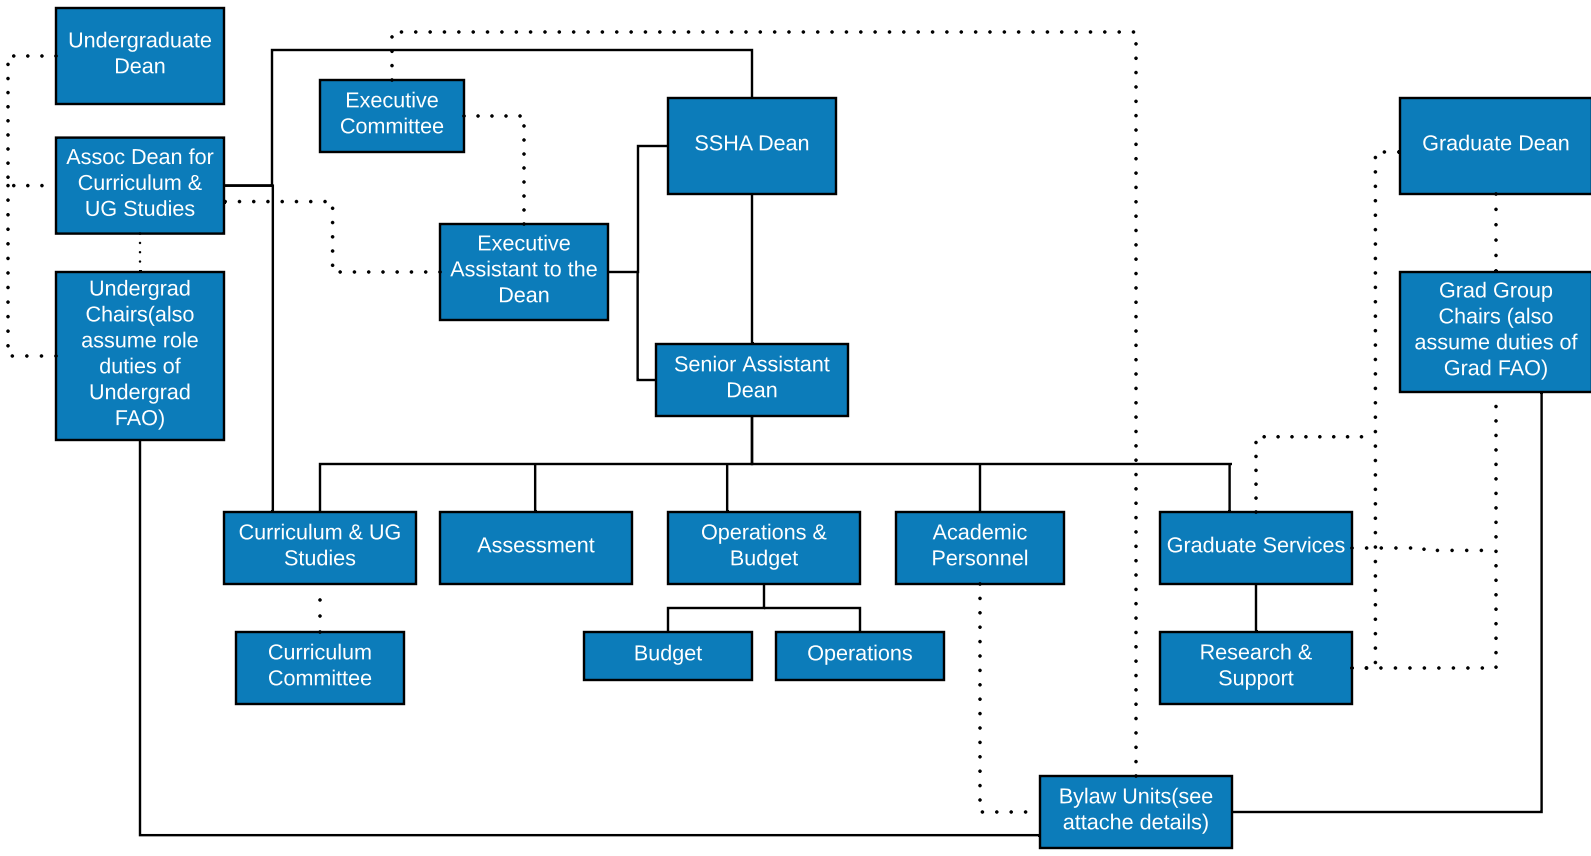 Undergraduate
Dean
Executive
Committee
SSHA Dean
Graduate Dean
Assoc Dean for
Curriculum &
UG Studies
Executive
Assistant to the
Dean
Undergrad
Chairs(also
assume role
duties of
Undergrad
FAO)
Grad Group
Chairs (also
assume duties of
Grad FAO)
Senior Assistant
Dean
Curriculum & UG
Studies
Assessment
Operations &
Budget
Academic
Personnel
Graduate Services
Curriculum
Committee
Budget
Operations
Research &
Support
Bylaw Units(see
attache details)